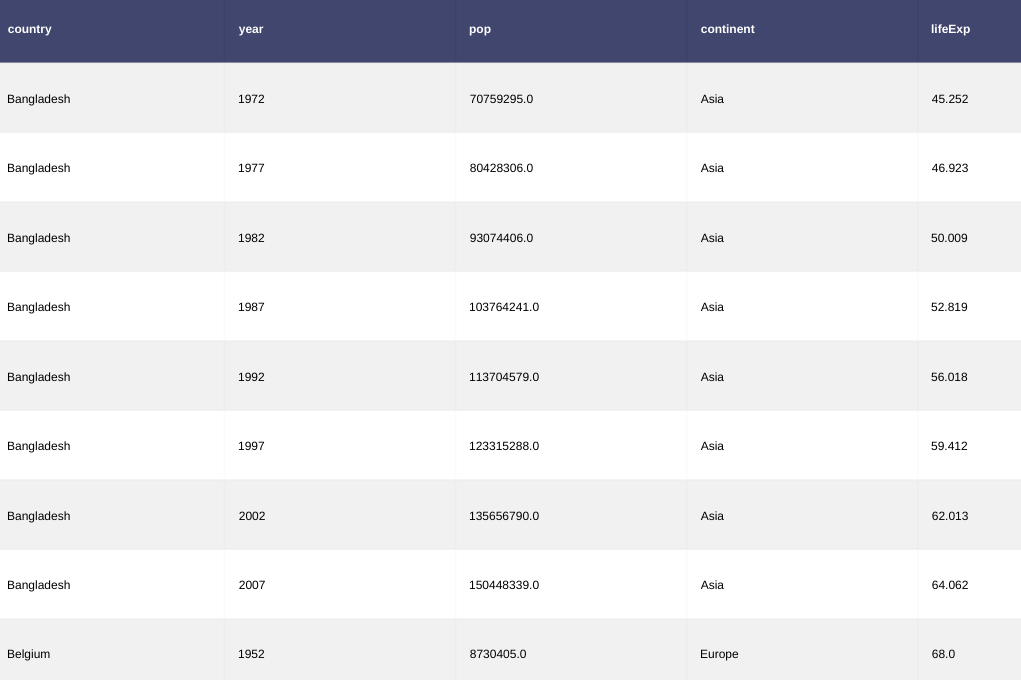 country year pop continent lifeExp
Bangladesh 1972 70759295.0 Asia 45.252
Bangladesh 1977 80428306.0 Asia 46.923
Bangladesh 1982 93074406.0 Asia 50.009
Bangladesh 1987 103764241.0 Asia 52.819
Bangladesh 1992 113704579.0 Asia 56.018
Bangladesh 1997 123315288.0 Asia 59.412
Bangladesh 2002 135656790.0 Asia 62.013
Bangladesh 2007 150448339.0 Asia 64.062
Belgium 1952 8730405.0 Europe 68.0